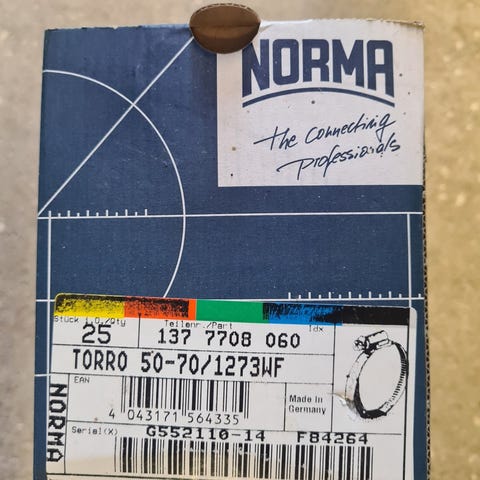 NORMA
the connecting
professionals
Stück i.O./Qty
Teilenr./Part
Idx
25
137 7708 060
TORRO 50-70/1273WF
EAN
4 043171 564335
Made in
Germany
Serial(X)
G552110-14
F84264
NORMA